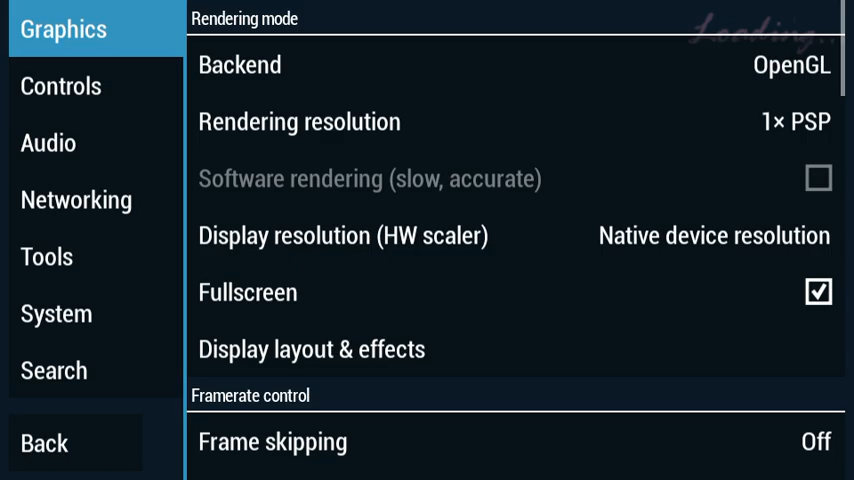 Graphics
Controls
Audio
Networking
Tools
System
Search
Back
Rendering mode
Loading...
Backend OpenGL
Rendering resolution 1× PSP
Software rendering (slow, accurate)
Display resolution (HW scaler) Native device resolution
Fullscreen
Display layout & effects
Framerate control
Frame skipping Off